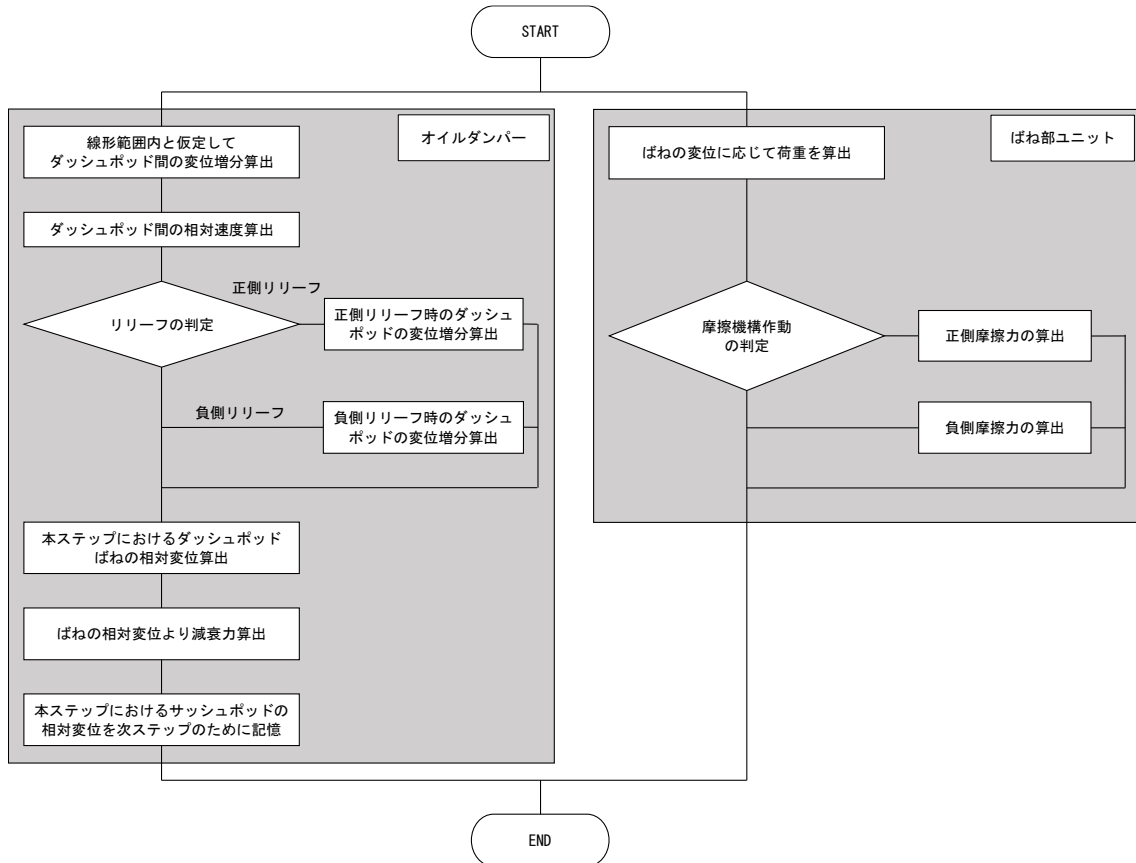 START
オイルダンパー
線形範囲内と仮定して
ダッシュポッド間の変位増分算出
ダッシュポッド間の相対速度算出
リリーフの判定
正側リリーフ
正側リリーフ時のダッシュ
ポッドの変位増分算出
負側リリーフ
負側リリーフ時のダッシュ
ポッドの変位増分算出
本ステップにおけるダッシュポッド
ばねの相対変位算出
ばねの相対変位より減衰力算出
本ステップにおけるサッシュポッドの
相対変位を次ステップのために記憶
ばね部ユニット
ばねの変位に応じて荷重を算出
摩擦機構作動
の判定
正側摩擦力の算出
負側摩擦力の算出
END